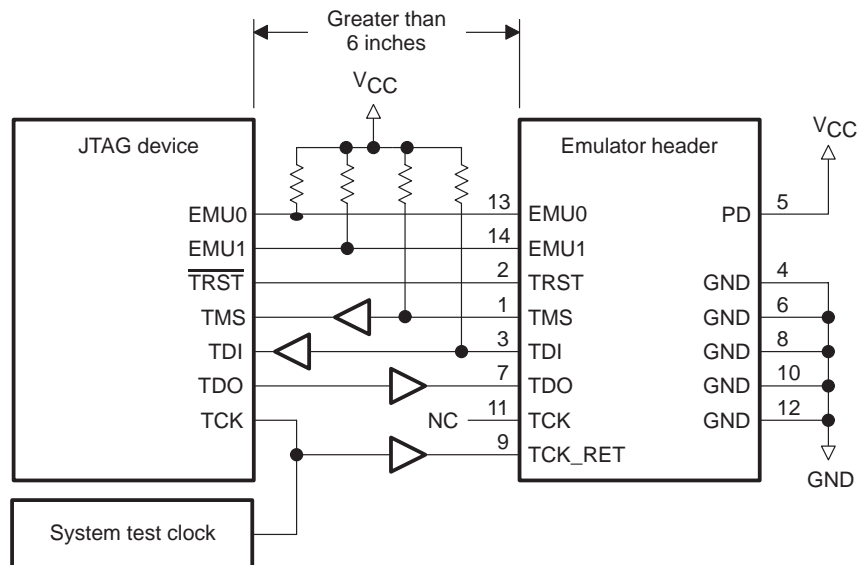 Greater than
6 inches
VCC
JTAG device
Emulator header
VCC
EMU0 13 EMU0 PD 5
EMU1 14 EMU1
TRST 2 TRST GND 4
TMS 1 TMS GND 6
TDI 3 TDI GND 8
TDO 7 TDO GND 10
TCK NC 11 TCK GND 12
9 TCK_RET
GND
System test clock